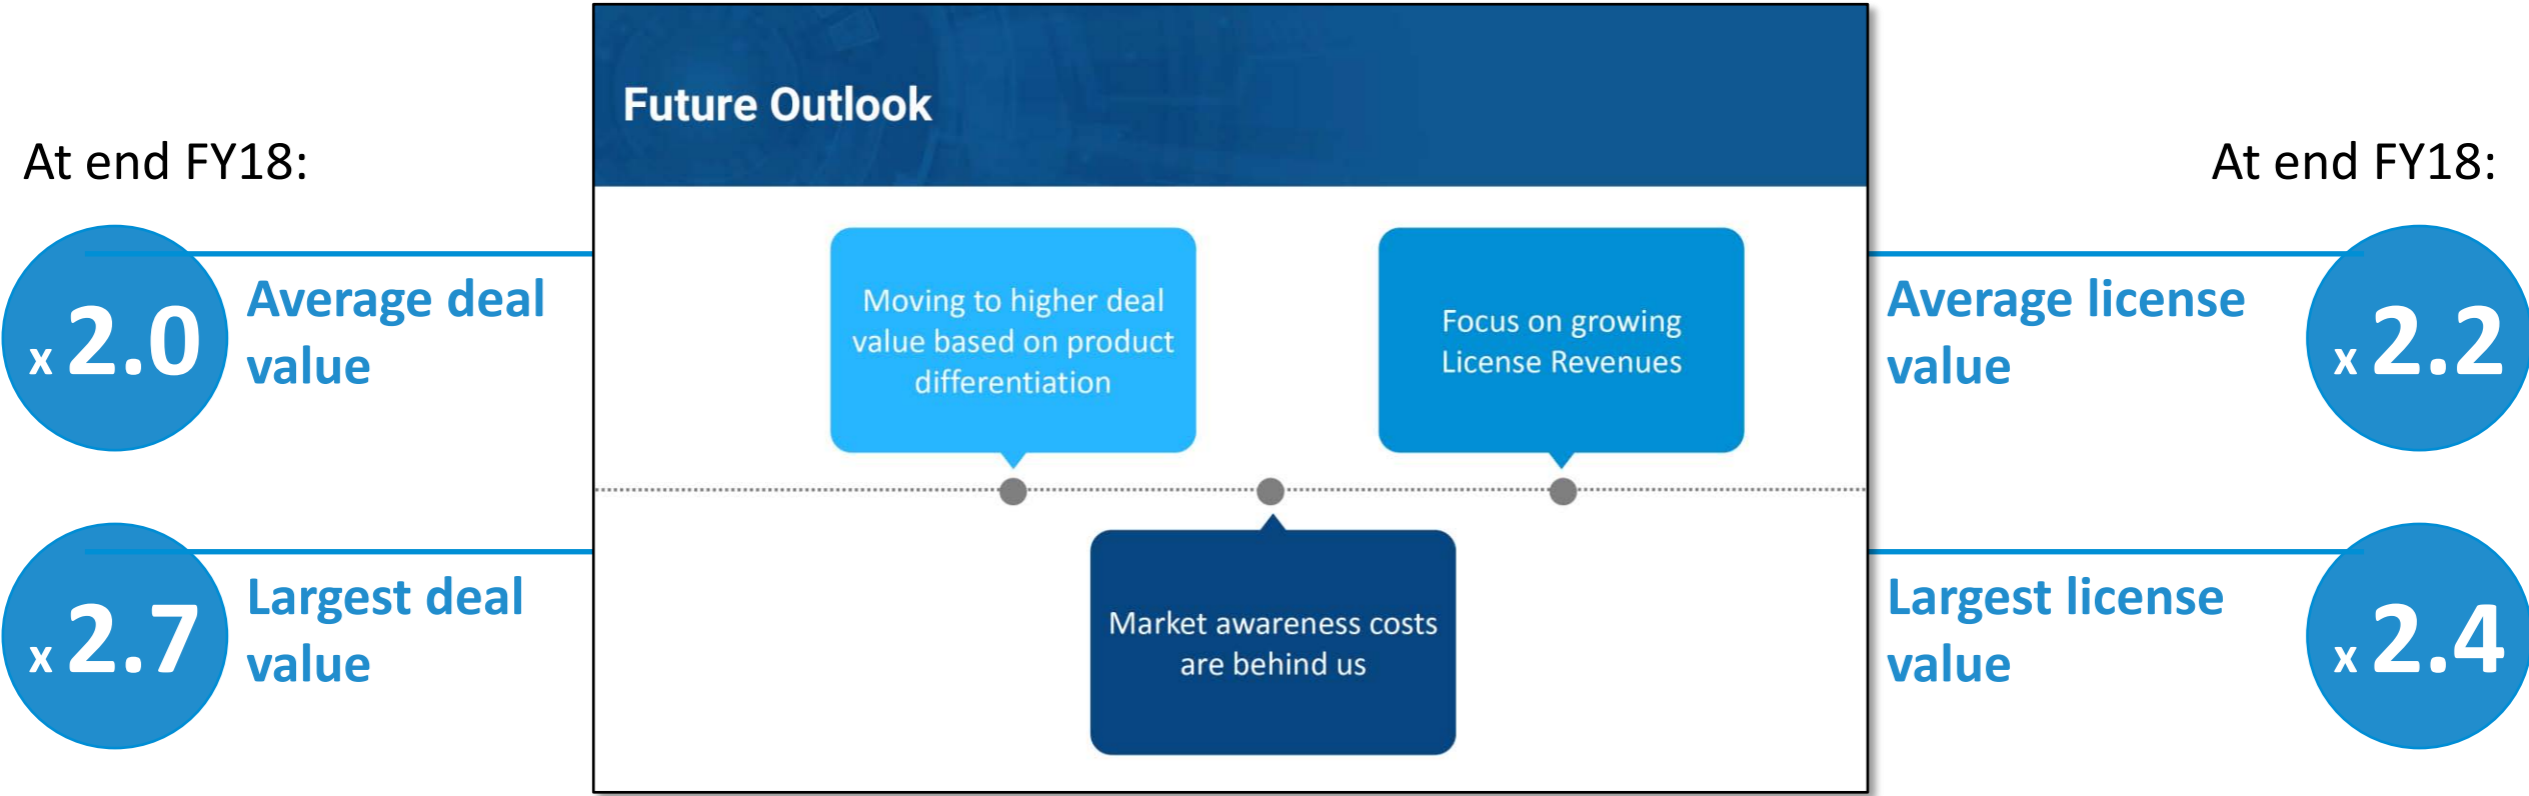 At end FY18:
x 2.0
Average deal
value
x 2.7
Largest deal
value
Future Outlook
Moving to higher deal
value based on product
differentiation
Focus on growing
License Revenues
Market awareness costs
are behind us
At end FY18:
Average license
value
x 2.2
Largest license
value
x 2.4